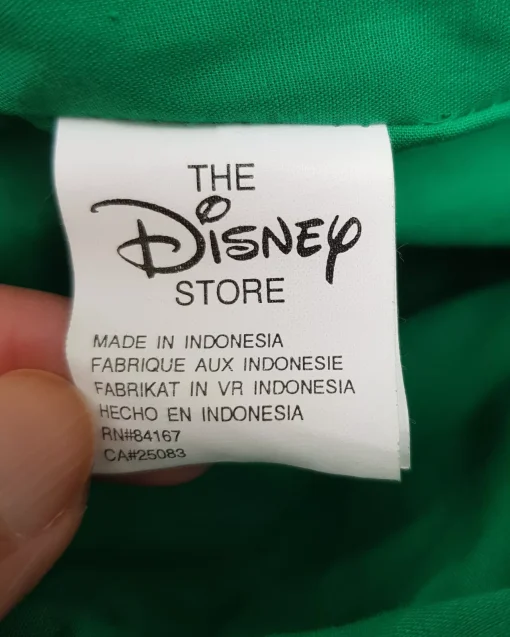 THE
Disney
STORE
MADE IN INDONESIA
FABRIQUE AUX INDONESIE
FABRIKAT IN VR INDONESIA
HECHO EN INDONESIA
RN#84167
CA#25083